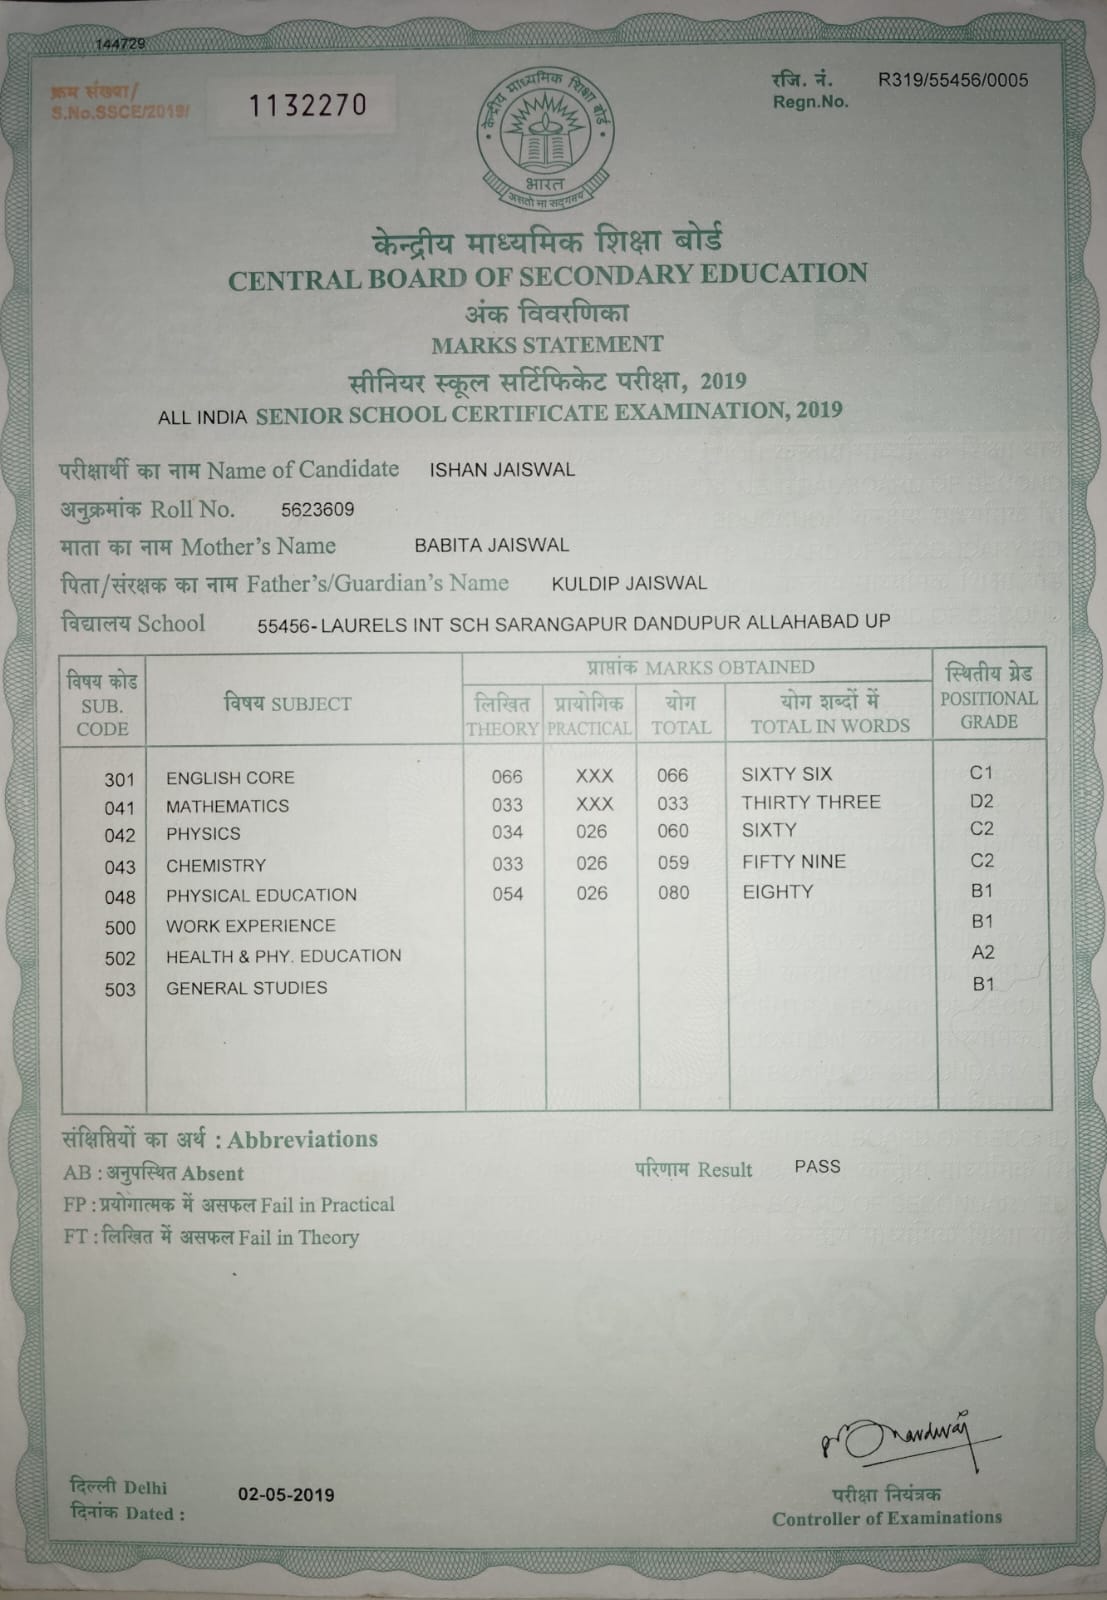 144729
क्रम संख्या/
S.No.SSCE/2019/
1132270
रजि. नं. R319/55456/0005
Regn.No.
केन्द्रीय माध्यमिक शिक्षा बोर्ड
भारत
असतो मा सद्गमय
केन्द्रीय माध्यमिक शिक्षा बोर्ड
CENTRAL BOARD OF SECONDARY EDUCATION
अंक विवरणिका
MARKS STATEMENT
सीनियर स्कूल सर्टिफिकेट परीक्षा, 2019
ALL INDIA SENIOR SCHOOL CERTIFICATE EXAMINATION, 2019
परीक्षार्थी का नाम Name of Candidate ISHAN JAISWAL
अनुक्रमांक Roll No. 5623609
माता का नाम Mother's Name BABITA JAISWAL
पिता/संरक्षक का नाम Father's/Guardian's Name KULDIP JAISWAL
विद्यालय School 55456-LAURELS INT SCH SARANGAPUR DANDUPUR ALLAHABAD UP
विषय कोड
SUB.
CODE
विषय SUBJECT
प्राप्तांक MARKS OBTAINED
लिखित
THEORY
प्रायोगिक
PRACTICAL
योग
TOTAL
योग शब्दों में
TOTAL IN WORDS
स्थितीय ग्रेड
POSITIONAL
GRADE
301 ENGLISH CORE 066 XXX 066 SIXTY SIX C1
041 MATHEMATICS 033 XXX 033 THIRTY THREE D2
042 PHYSICS 034 026 060 SIXTY C2
043 CHEMISTRY 033 026 059 FIFTY NINE C2
048 PHYSICAL EDUCATION 054 026 080 EIGHTY B1
500 WORK EXPERIENCE B1
502 HEALTH & PHY. EDUCATION A2
503 GENERAL STUDIES B1
संक्षिप्तियों का अर्थ : Abbreviations
AB : अनुपस्थित Absent
परिणाम Result PASS
FP : प्रयोगात्मक में असफल Fail in Practical
FT : लिखित में असफल Fail in Theory
दिल्ली Delhi
दिनांक Dated : 02-05-2019
परीक्षा नियंत्रक
Controller of Examinations